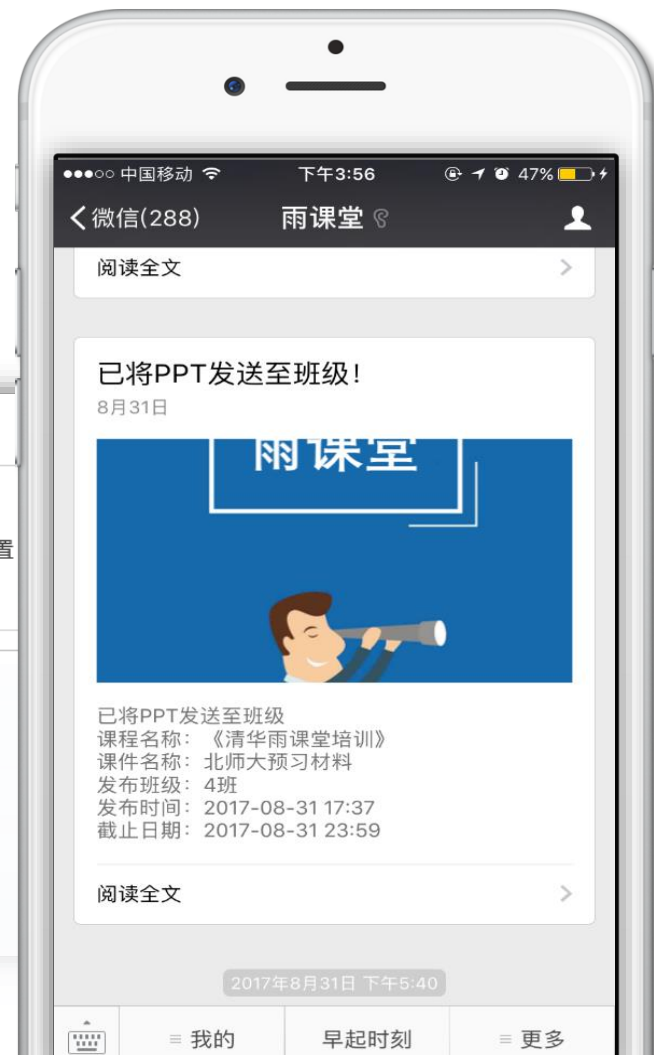 中国移动 下午3:56 47%
微信(288) 雨课堂
阅读全文
已将PPT发送至班级！
8月31日
雨课堂
置
已将PPT发送至班级
课程名称：《清华雨课堂培训》
课件名称：北师大预习材料
发布班级：4班
发布时间：2017-08-31 17:37
截止日期：2017-08-31 23:59
阅读全文
2017年8月31日 下午5:40
我的 早起时刻 更多